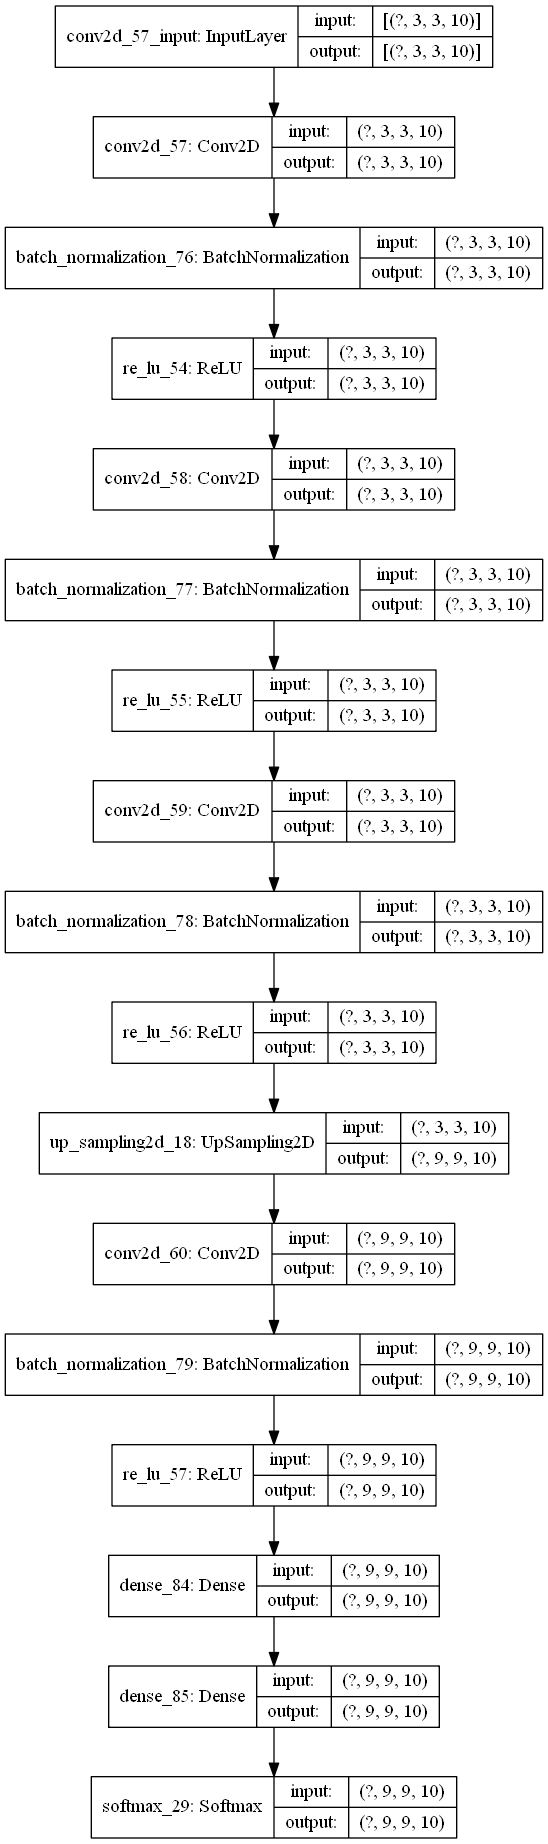 conv2d_57_input: InputLayer
input: [(?, 3, 3, 10)]
output: [(?, 3, 3, 10)]
conv2d_57: Conv2D
input: (?, 3, 3, 10)
output: (?, 3, 3, 10)
batch_normalization_76: BatchNormalization
input: (?, 3, 3, 10)
output: (?, 3, 3, 10)
re_lu_54: ReLU
input: (?, 3, 3, 10)
output: (?, 3, 3, 10)
conv2d_58: Conv2D
input: (?, 3, 3, 10)
output: (?, 3, 3, 10)
batch_normalization_77: BatchNormalization
input: (?, 3, 3, 10)
output: (?, 3, 3, 10)
re_lu_55: ReLU
input: (?, 3, 3, 10)
output: (?, 3, 3, 10)
conv2d_59: Conv2D
input: (?, 3, 3, 10)
output: (?, 3, 3, 10)
batch_normalization_78: BatchNormalization
input: (?, 3, 3, 10)
output: (?, 3, 3, 10)
re_lu_56: ReLU
input: (?, 3, 3, 10)
output: (?, 3, 3, 10)
up_sampling2d_18: UpSampling2D
input: (?, 3, 3, 10)
output: (?, 9, 9, 10)
conv2d_60: Conv2D
input: (?, 9, 9, 10)
output: (?, 9, 9, 10)
batch_normalization_79: BatchNormalization
input: (?, 9, 9, 10)
output: (?, 9, 9, 10)
re_lu_57: ReLU
input: (?, 9, 9, 10)
output: (?, 9, 9, 10)
dense_84: Dense
input: (?, 9, 9, 10)
output: (?, 9, 9, 10)
dense_85: Dense
input: (?, 9, 9, 10)
output: (?, 9, 9, 10)
softmax_29: Softmax
input: (?, 9, 9, 10)
output: (?, 9, 9, 10)